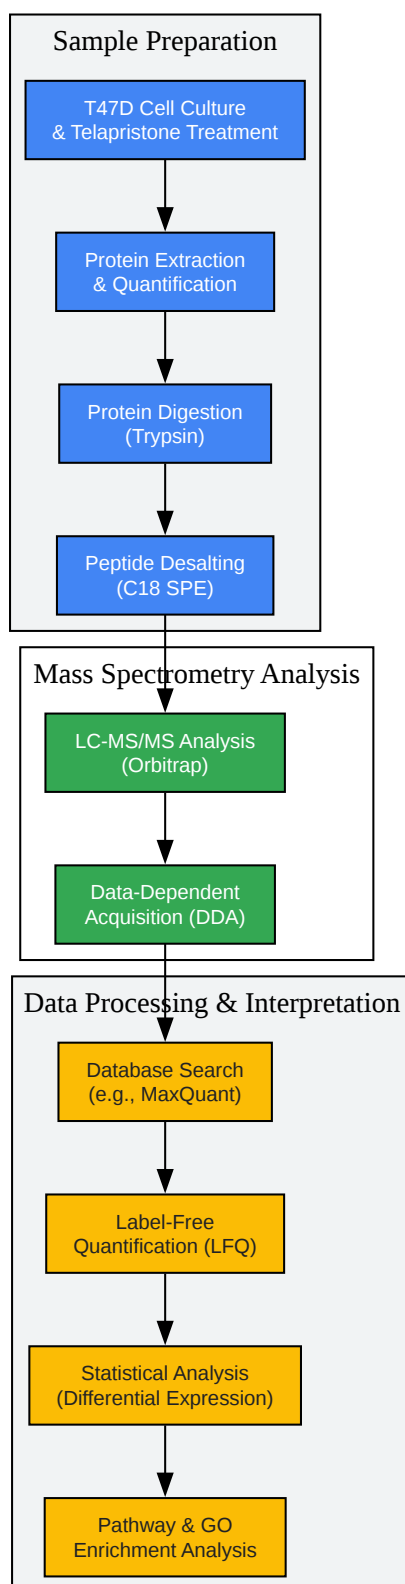 Sample Preparation
T47D Cell Culture
& Telapristone Treatment
Protein Extraction
& Quantification
Protein Digestion
(Trypsin)
Peptide Desalting
(C18 SPE)
Mass Spectrometry Analysis
LC-MS/MS Analysis
(Orbitrap)
Data-Dependent
Acquisition (DDA)
Data Processing & Interpretation
Database Search
(e.g., MaxQuant)
Label-Free
Quantification (LFQ)
Statistical Analysis
(Differential Expression)
Pathway & GO
Enrichment Analysis